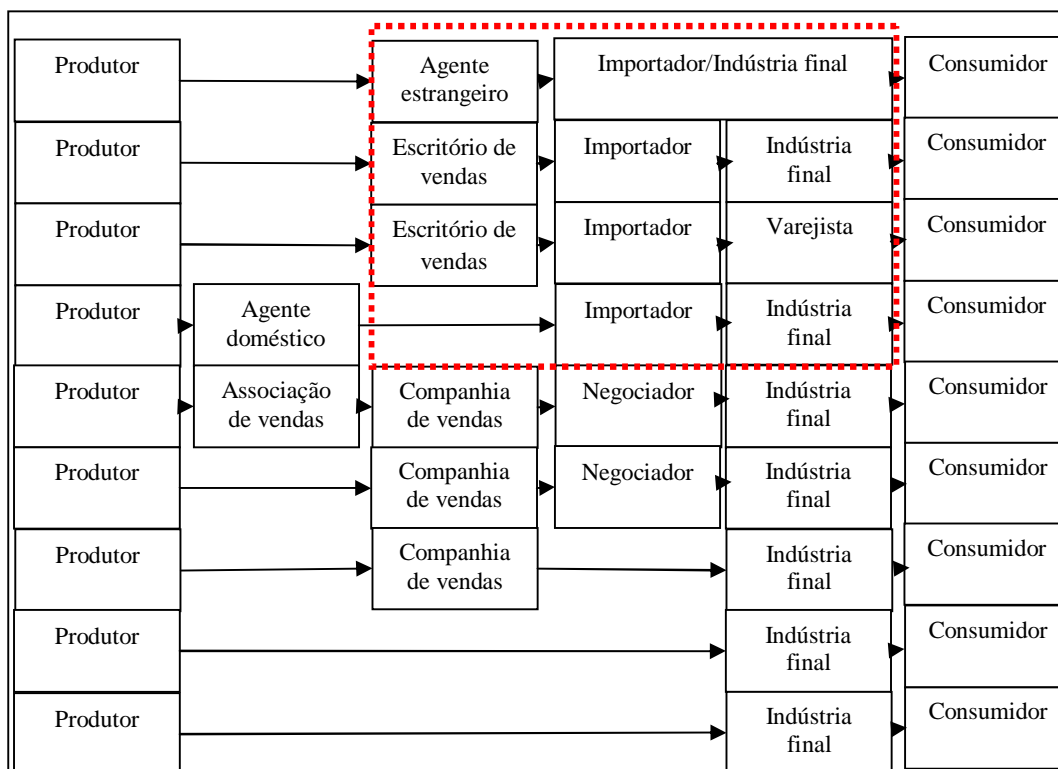 Produtor
Agente
estrangeiro
Importador/Indústria final
Consumidor
Produtor
Escritório de
vendas
Importador
Indústria
final
Consumidor
Produtor
Escritório de
vendas
Importador
Varejista
Consumidor
Produtor
Agente
doméstico
Importador
Indústria
final
Consumidor
Produtor
Associação
de vendas
Companhia
de vendas
Negociador
Indústria
final
Consumidor
Produtor
Companhia
de vendas
Negociador
Indústria
final
Consumidor
Produtor
Companhia
de vendas
Indústria
final
Consumidor
Produtor
Indústria
final
Consumidor
Produtor
Indústria
final
Consumidor